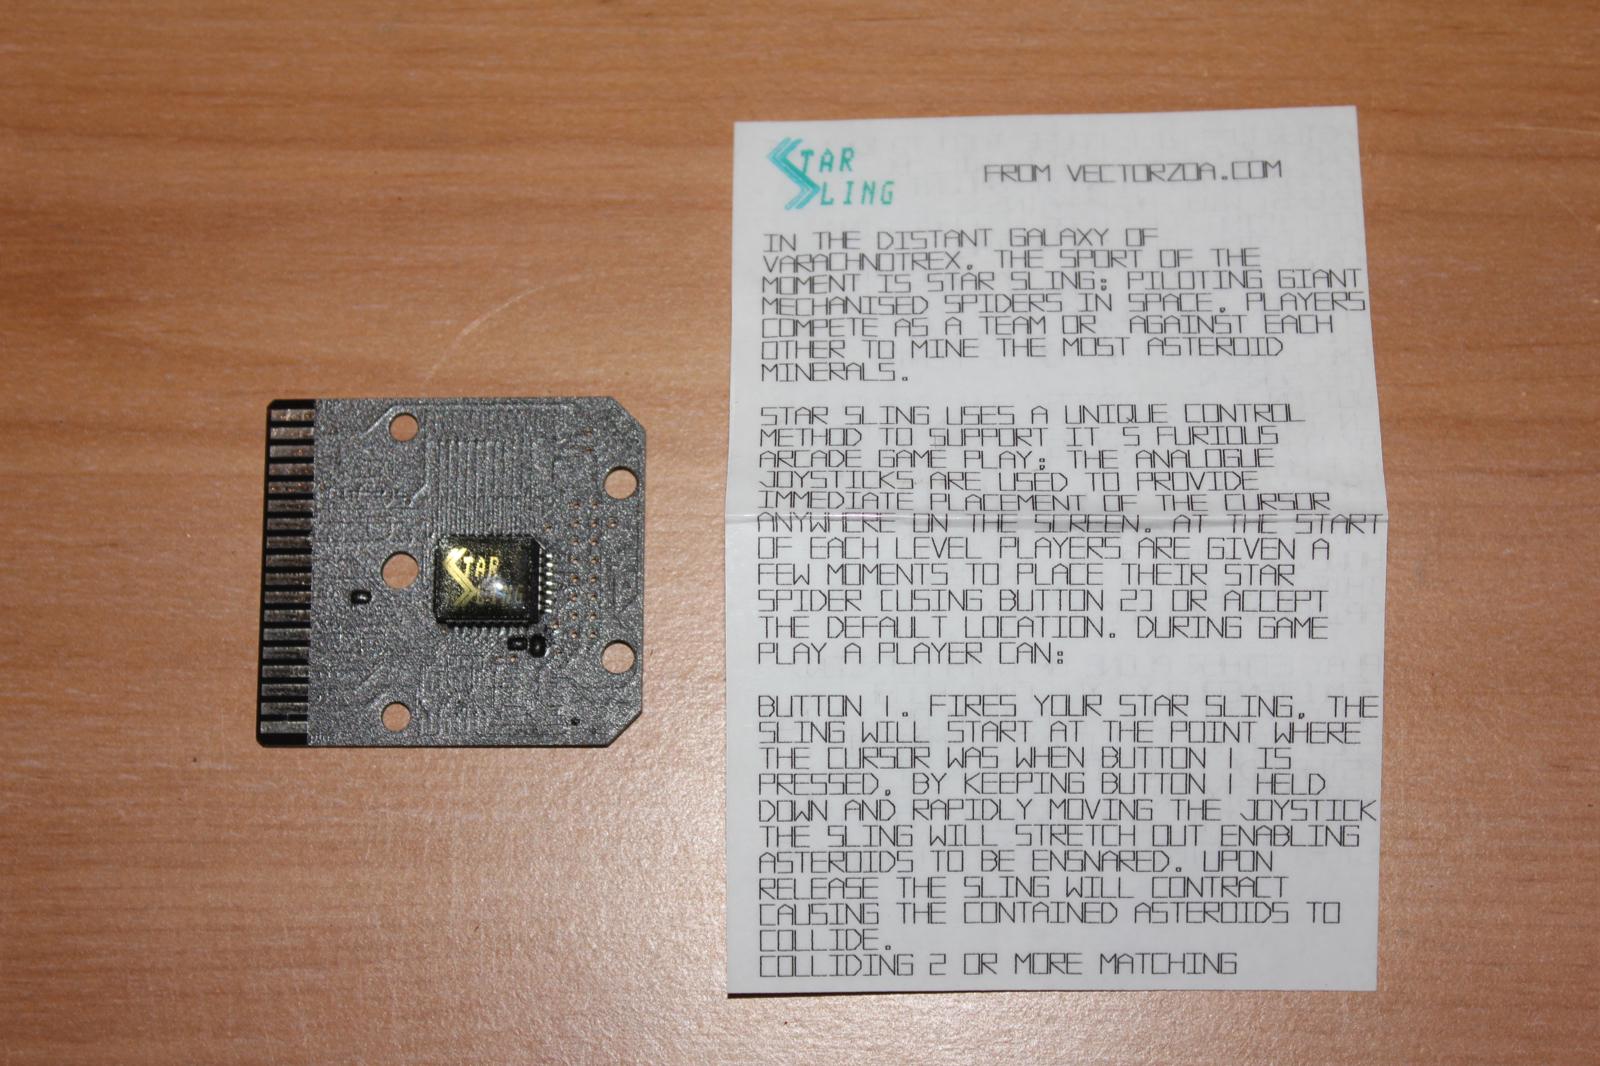 STAR
SLING
STAR
SLING
FROM VECTORZOA.COM
IN THE DISTANT GALAXY OF
VARACHNOTREX, THE SPORT OF THE
MOMENT IS STAR SLING; PILOTING GIANT
MECHANISED SPIDERS IN SPACE, PLAYERS
COMPETE AS A TEAM OR AGAINST EACH
OTHER TO MINE THE MOST ASTEROID
MINERALS.
STAR SLING USES A UNIQUE CONTROL
METHOD TO SUPPORT IT S FURIOUS
ARCADE GAME PLAY; THE ANALOGUE
JOYSTICKS ARE USED TO PROVIDE
IMMEDIATE PLACEMENT OF THE CURSOR
ANYWHERE ON THE SCREEN. AT THE START
OF EACH LEVEL PLAYERS ARE GIVEN A
FEW MOMENTS TO PLACE THEIR STAR
SPIDER [USING BUTTON 2] OR ACCEPT
THE DEFAULT LOCATION. DURING GAME
PLAY A PLAYER CAN:
BUTTON 1. FIRES YOUR STAR SLING, THE
SLING WILL START AT THE POINT WHERE
THE CURSOR WAS WHEN BUTTON 1 IS
PRESSED, BY KEEPING BUTTON 1 HELD
DOWN AND RAPIDLY MOVING THE JOYSTICK
THE SLING WILL STRETCH OUT ENABLING
ASTEROIDS TO BE ENSNARED. UPON
RELEASE THE SLING WILL CONTRACT
CAUSING THE CONTAINED ASTEROIDS TO
COLLIDE.
COLLIDING 2 OR MORE MATCHING